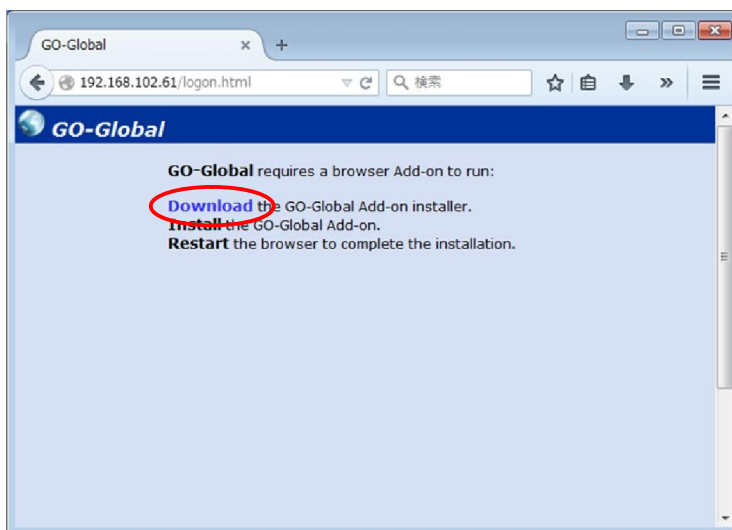 GO-Global
192.168.102.61/logon.html
検索
GO-Global
GO-Global requires a browser Add-on to run:
Download the GO-Global Add-on installer.
Install the GO-Global Add-on.
Restart the browser to complete the installation.